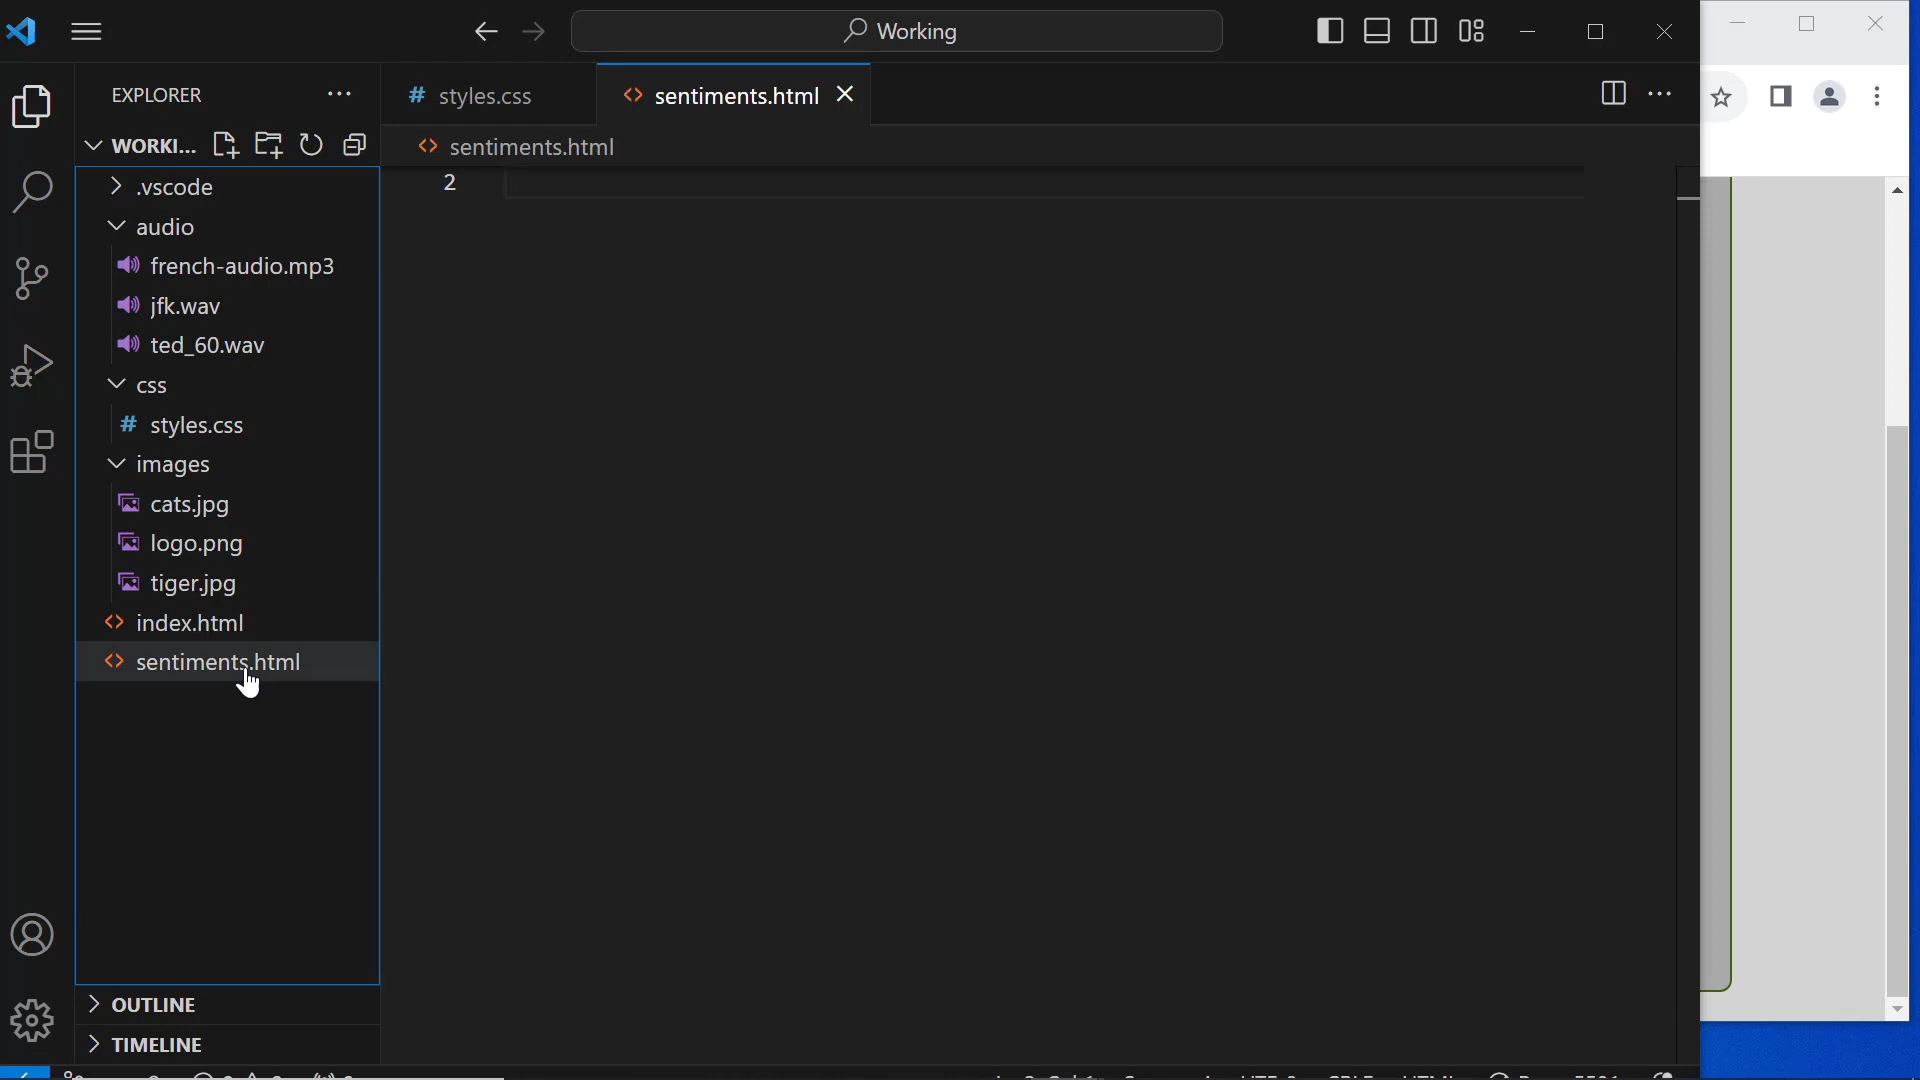 Working
EXPLORER
styles.css
sentiments.html
WORKI...
sentiments.html
.vscode
2
audio
french-audio.mp3
jfk.wav
ted_60.wav
css
styles.css
images
cats.jpg
logo.png
tiger.jpg
index.html
sentiments.html
OUTLINE
TIMELINE